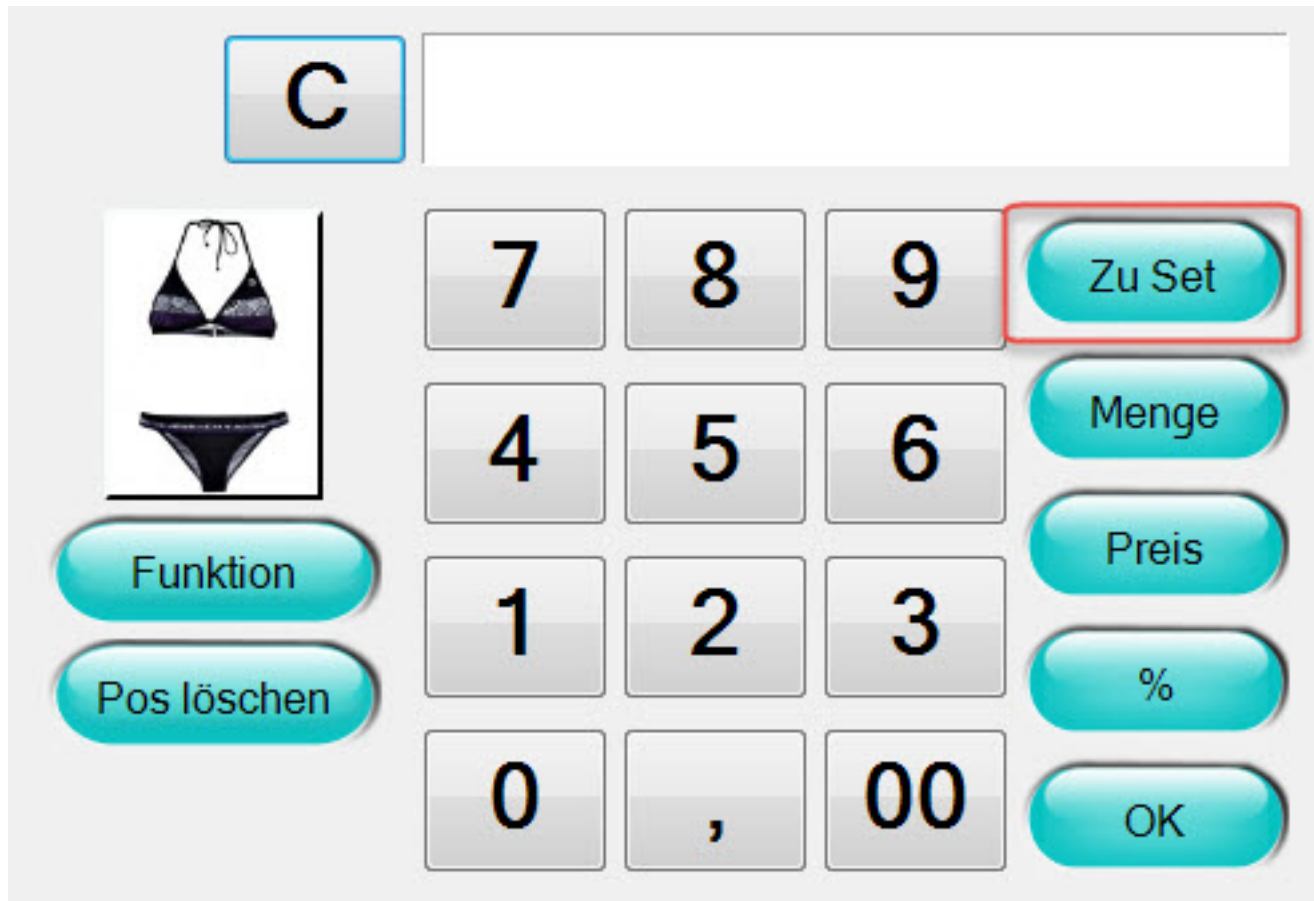 C
7 8 9 Zu Set
4 5 6 Menge
Funktion 1 2 3 Preis
Pos löschen %
0 , 00 OK